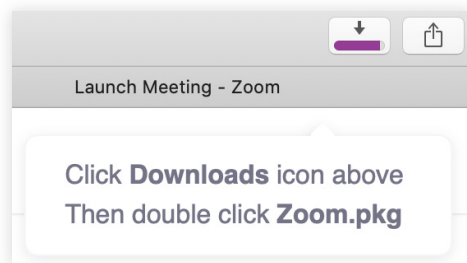 Launch Meeting - Zoom
Click Downloads icon above
Then double click Zoom.pkg